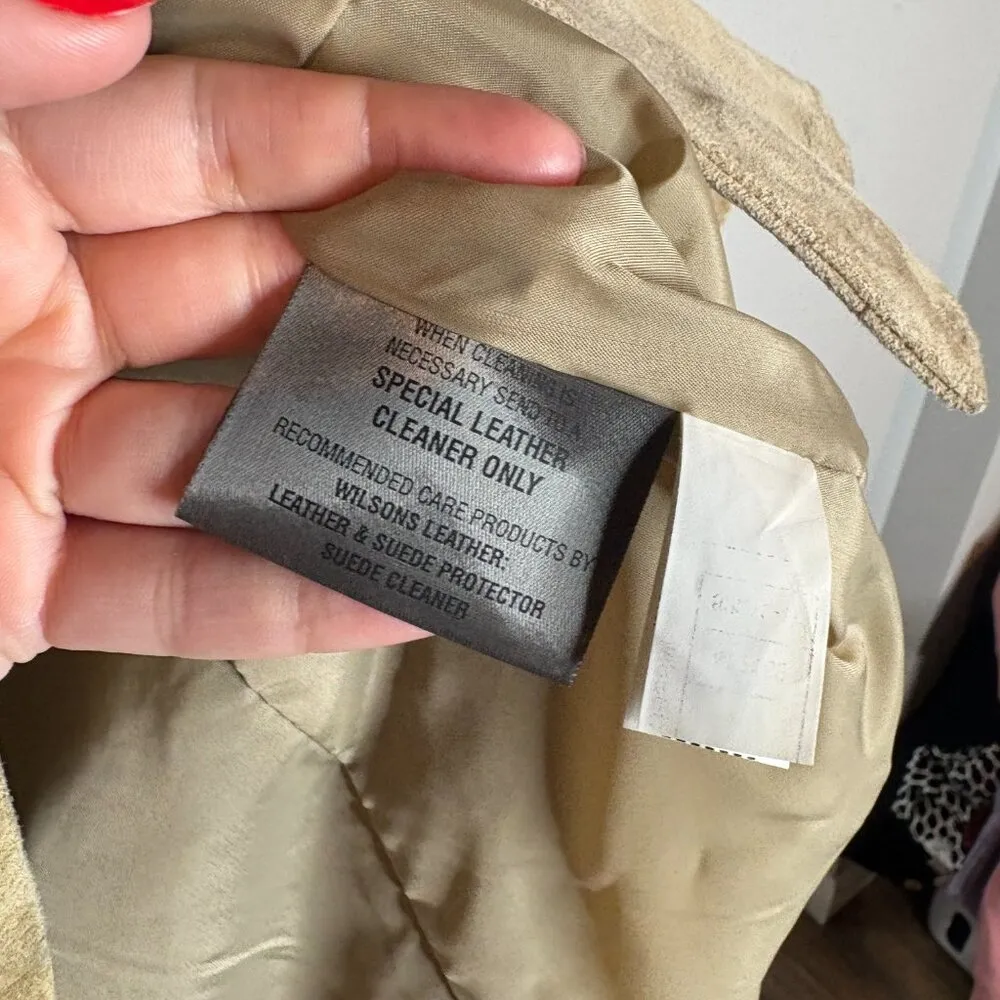 WHEN CLEANING IS
NECESSARY SEND TO A
SPECIAL LEATHER
CLEANER ONLY
RECOMMENDED CARE PRODUCTS BY
WILSONS LEATHER:
LEATHER & SUEDE PROTECTOR
SUEDE CLEANER